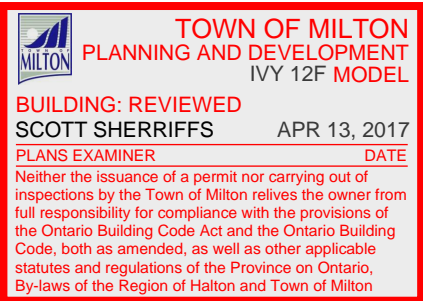 TOWN OF MILTON
PLANNING AND DEVELOPMENT
TOWN OF
MILTON
IVY 12F MODEL
BUILDING: REVIEWED
SCOTT SHERRIFFS APR 13, 2017
PLANS EXAMINER DATE
Neither the issuance of a permit nor carrying out of
inspections by the Town of Milton relives the owner from
full responsibility for compliance with the provisions of
the Ontario Building Code Act and the Ontario Building
Code, both as amended, as well as other applicable
statutes and regulations of the Province on Ontario,
By-laws of the Region of Halton and Town of Milton